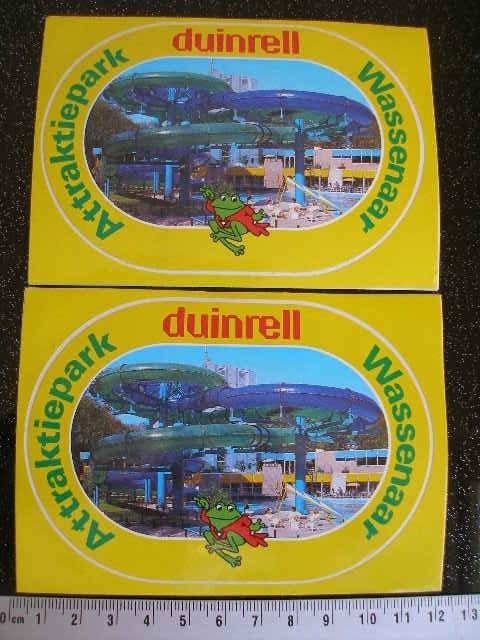 duinrell
Attraktiepark
Wassenaar
duinrell
Attraktiepark
Wassenaar
0 cm 1 2 3 4 5 6 7 8 9 10 11 12 13